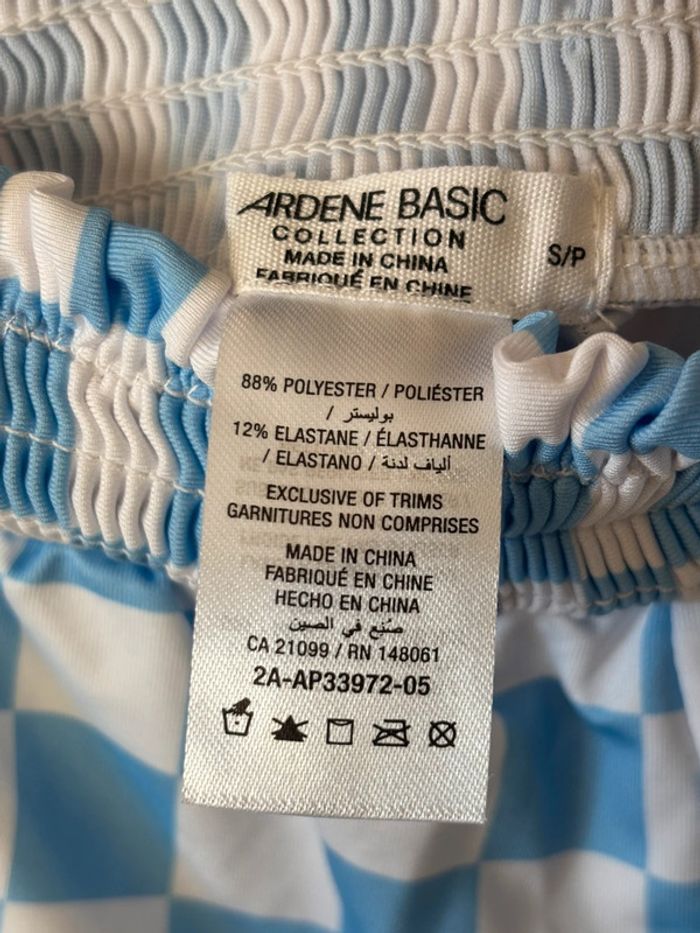 ARDENE BASIC
COLLECTION
MADE IN CHINA
FABRIQUÉ EN CHINE
S/P
88% POLYESTER / POLIÉSTER
/ بوليستر
12% ELASTANE / ÉLASTHANNE
/ ELASTANO / ألياف لدنة
EXCLUSIVE OF TRIMS
GARNITURES NON COMPRISES
MADE IN CHINA
FABRIQUÉ EN CHINE
HECHO EN CHINA
صُنع في الصين
CA 21099 / RN 148061
2A-AP33972-05